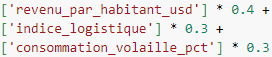 ['revenu_par_habitant_usd'] * 0.4 +
['indice_logistique'] * 0.3 +
['consommation_volaille_pct'] * 0.3